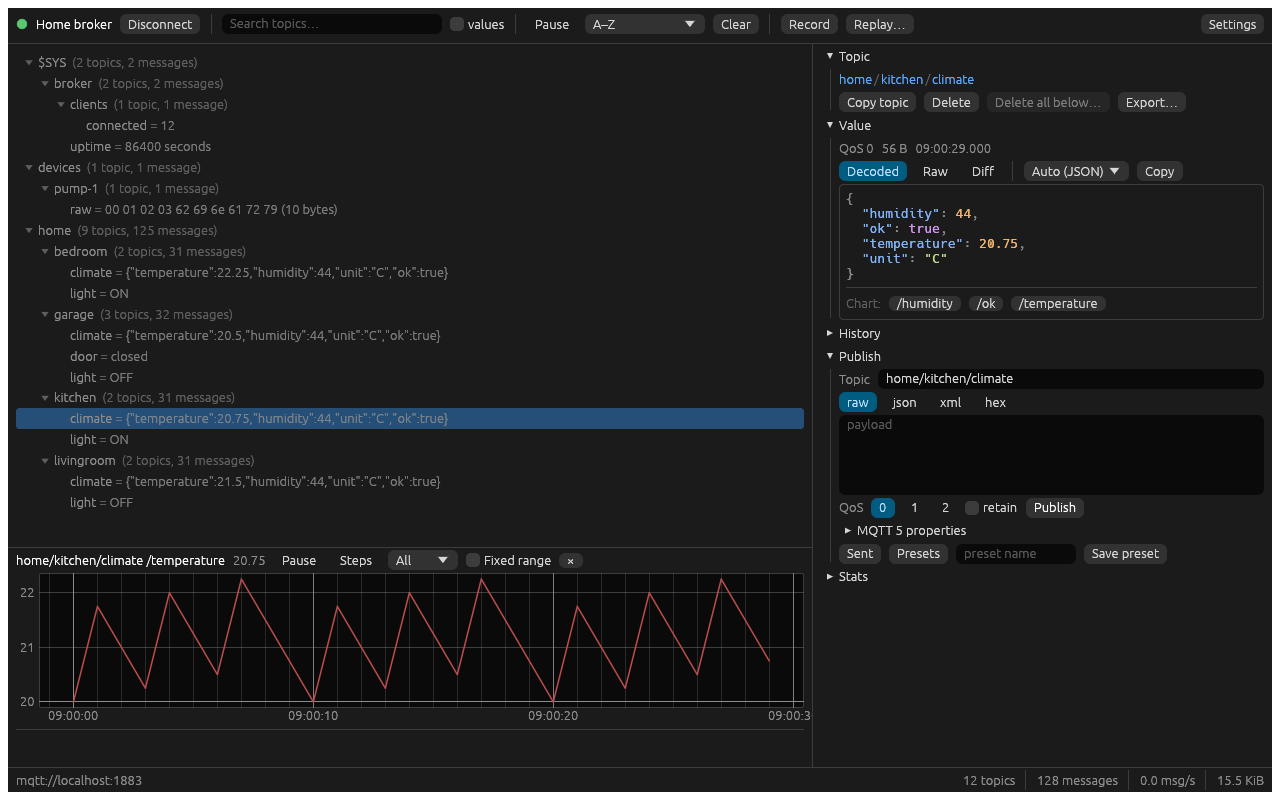 Home broker Disconnect Search topics… values Pause A–Z Clear Record Replay… Settings
$SYS (2 topics, 2 messages)
broker (2 topics, 2 messages)
clients (1 topic, 1 message)
connected = 12
uptime = 86400 seconds
devices (1 topic, 1 message)
pump-1 (1 topic, 1 message)
raw = 00 01 02 03 62 69 6e 61 72 79 (10 bytes)
home (9 topics, 125 messages)
bedroom (2 topics, 31 messages)
climate = {"temperature":22.25,"humidity":44,"unit":"C","ok":true}
light = ON
garage (3 topics, 32 messages)
climate = {"temperature":20.5,"humidity":44,"unit":"C","ok":true}
door = closed
light = OFF
kitchen (2 topics, 31 messages)
climate = {"temperature":20.75,"humidity":44,"unit":"C","ok":true}
light = ON
livingroom (2 topics, 31 messages)
climate = {"temperature":21.5,"humidity":44,"unit":"C","ok":true}
light = OFF
home/kitchen/climate /temperature 20.75 Pause Steps All Fixed range ×
22
21
20
09:00:00 09:00:10 09:00:20 09:00:3
Topic
home/kitchen/climate
Copy topic Delete Delete all below… Export…
Value
QoS 0 56 B 09:00:29.000
Decoded Raw Diff Auto (JSON) Copy
{
"humidity": 44,
"ok": true,
"temperature": 20.75,
"unit": "C"
}
Chart: /humidity /ok /temperature
History
Publish
Topic home/kitchen/climate
raw json xml hex
payload
QoS 0 1 2 retain Publish
MQTT 5 properties
Sent Presets preset name Save preset
Stats
mqtt://localhost:1883 12 topics 128 messages 0.0 msg/s 15.5 KiB